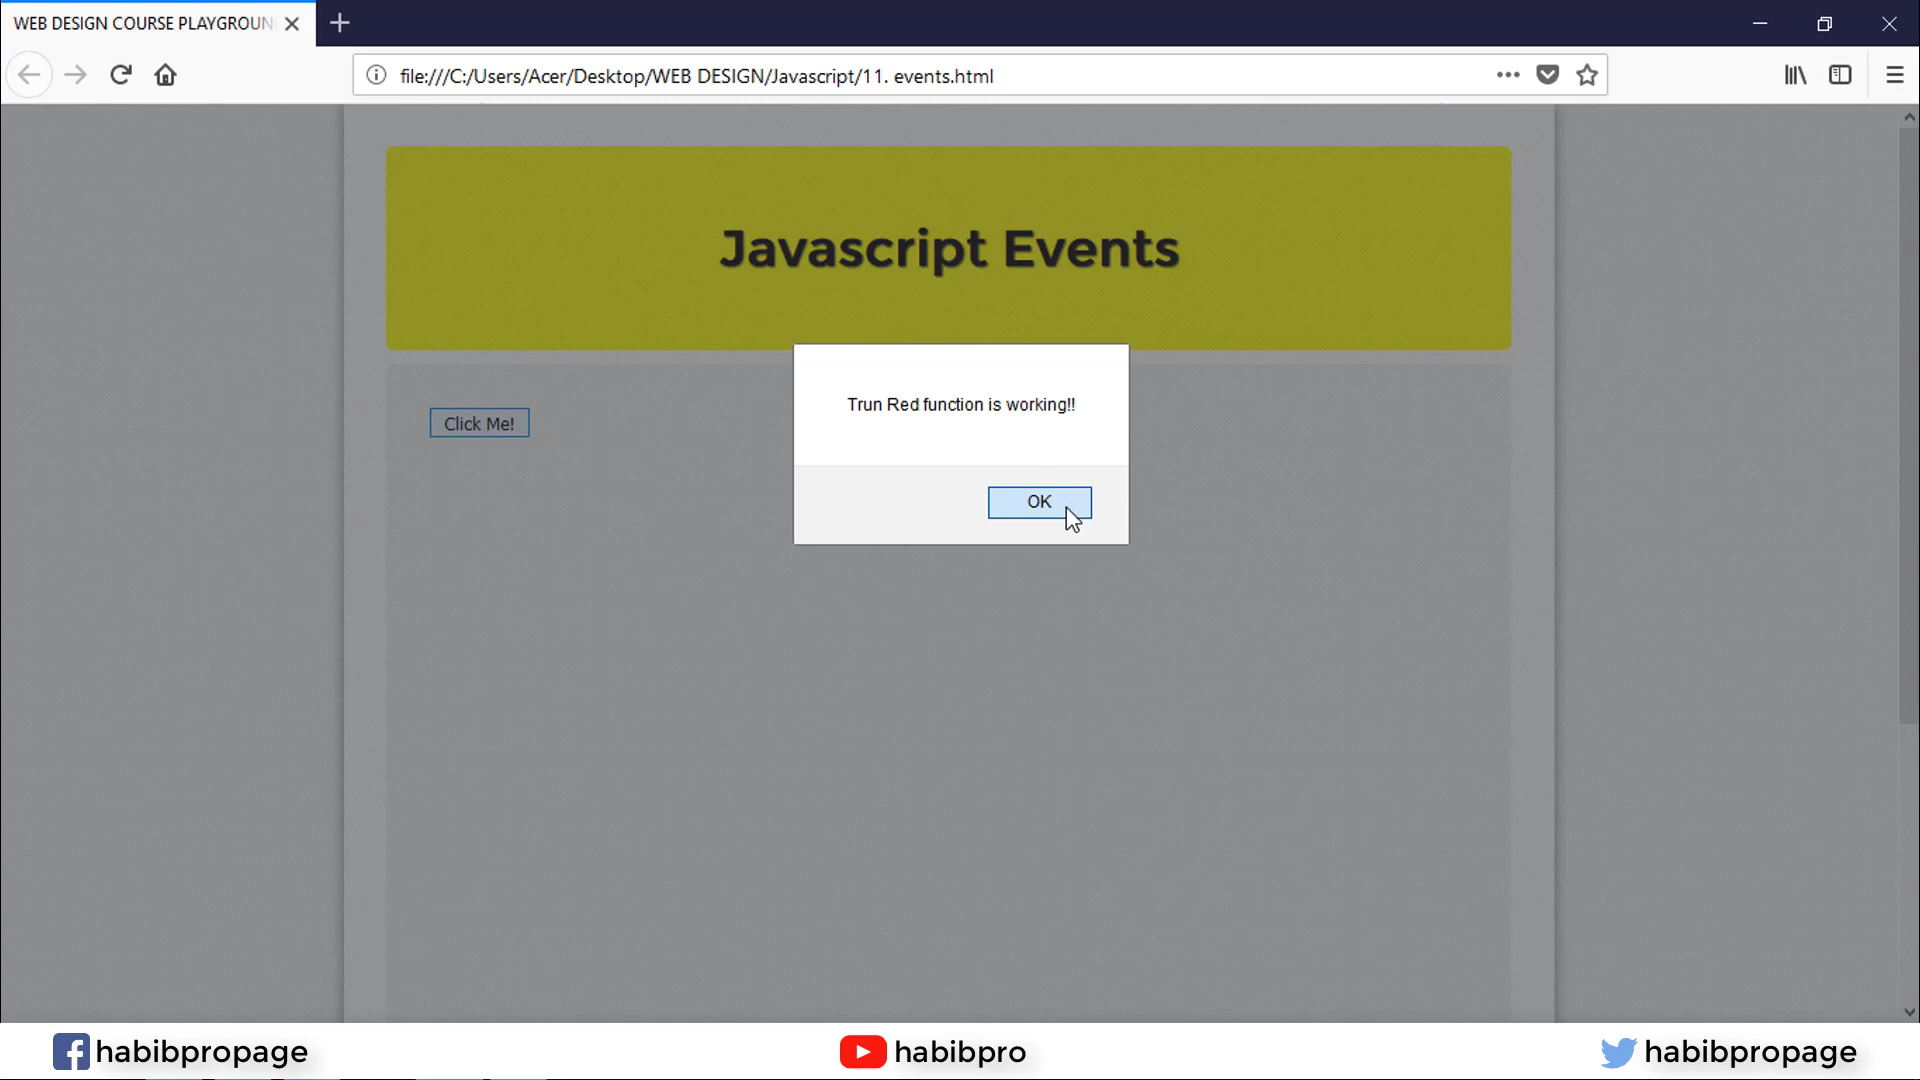 WEB DESIGN COURSE PLAYGROUN
file:///C:/Users/Acer/Desktop/WEB DESIGN/Javascript/11. events.html
Javascript Events
Trun Red function is working!!
Click Me!
OK
habibpropage
habibpro
habibpropage